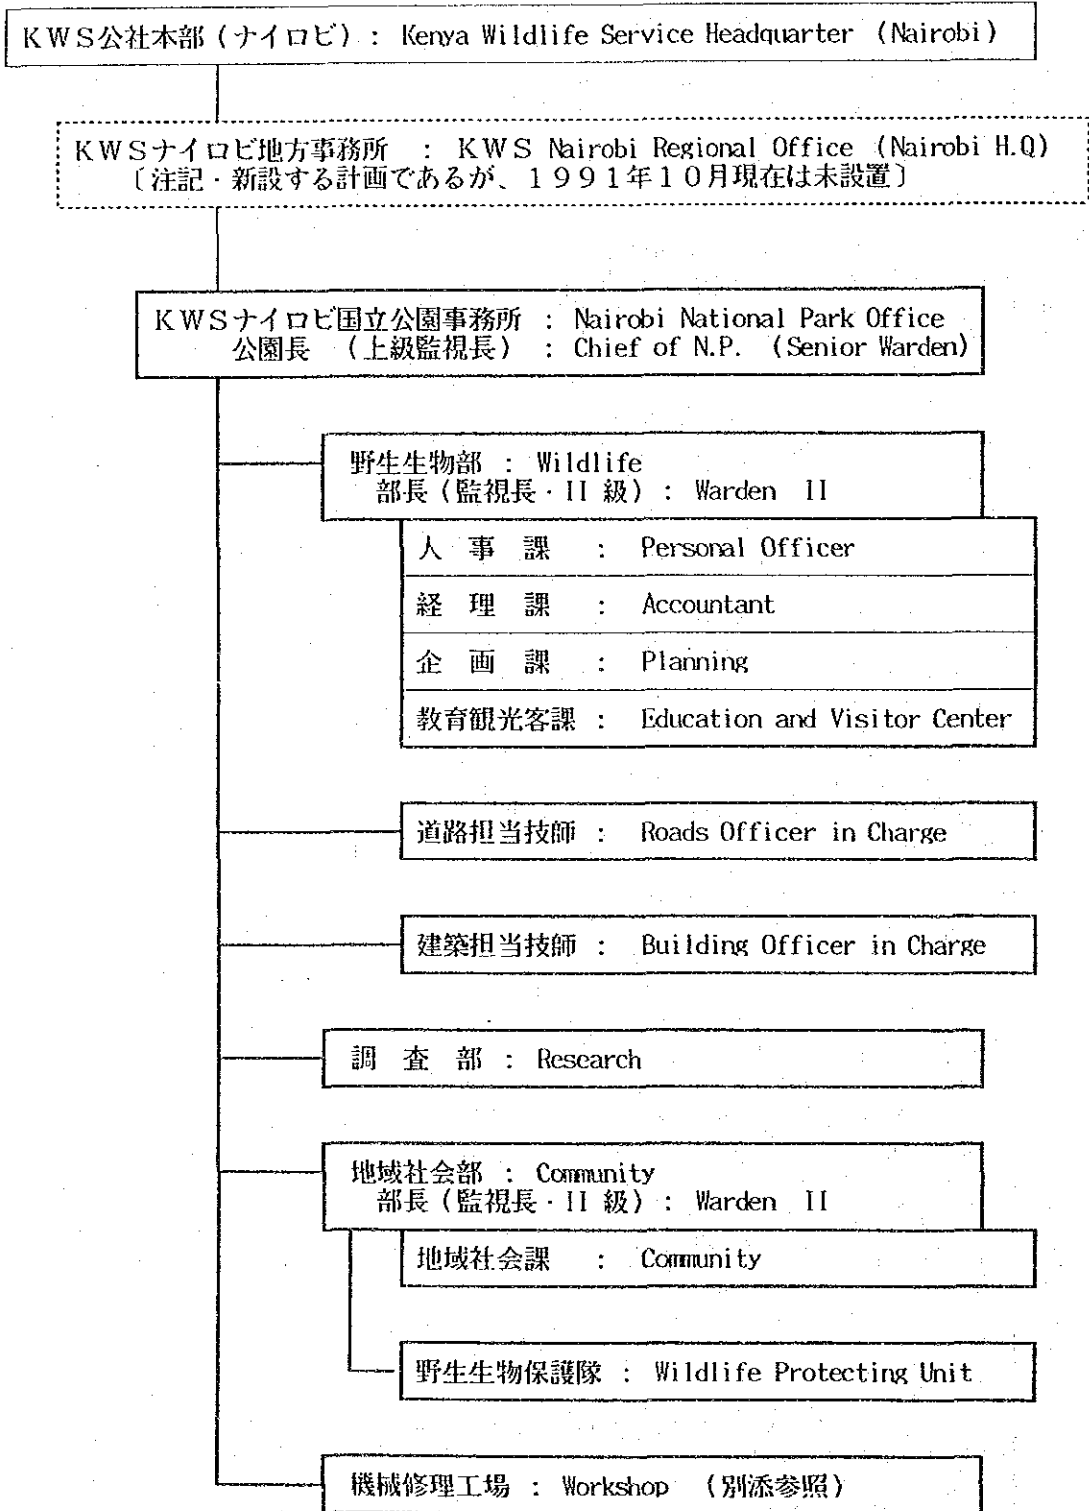 KWS公社本部(ナイロビ): Kenya Wildlife Service Headquarter (Nairobi)
KWSナイロビ地方事務所 : KWS Nairobi Regional Office (Nairobi H.Q)
〔注記・新設する計画であるが、1991年10月現在は未設置〕
KWSナイロビ国立公園事務所 : Nairobi National Park Office
公園長 (上級監視長) : Chief of N.P. (Senior Warden)
野生生物部 : Wildlife
部長(監視長・II 級): Warden II
人 事 課 : Personal Officer
経 理 課 : Accountant
企 画 課 : Planning
教育観光客課 : Education and Visitor Center
道路担当技師 : Roads Officer in Charge
建築担当技師 : Building Officer in Charge
調 査 部 : Research
地域社会部 : Community
部長(監視長・II 級): Warden II
地域社会課 : Community
野生生物保護隊 : Wildlife Protecting Unit
機械修理工場 : Workshop (別添参照)